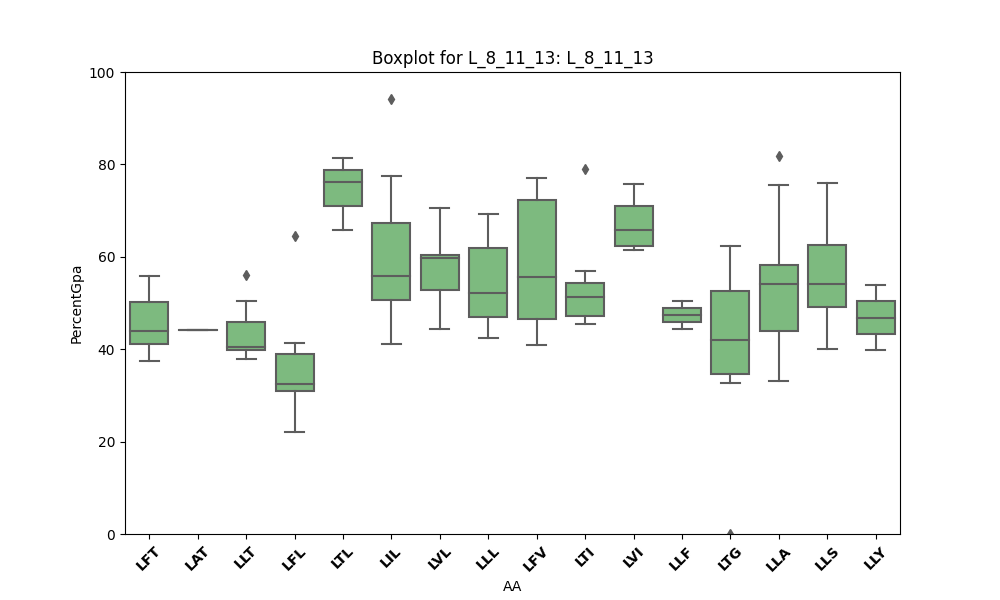 Boxplot for L_8_11_13: L_8_11_13
PercentGpa
100
80
60
40
20
0
LFT LAT LLT LFL LTL LIL LVL LLL LFV LTI LVI LLF LTG LLA LLS LLY
AA